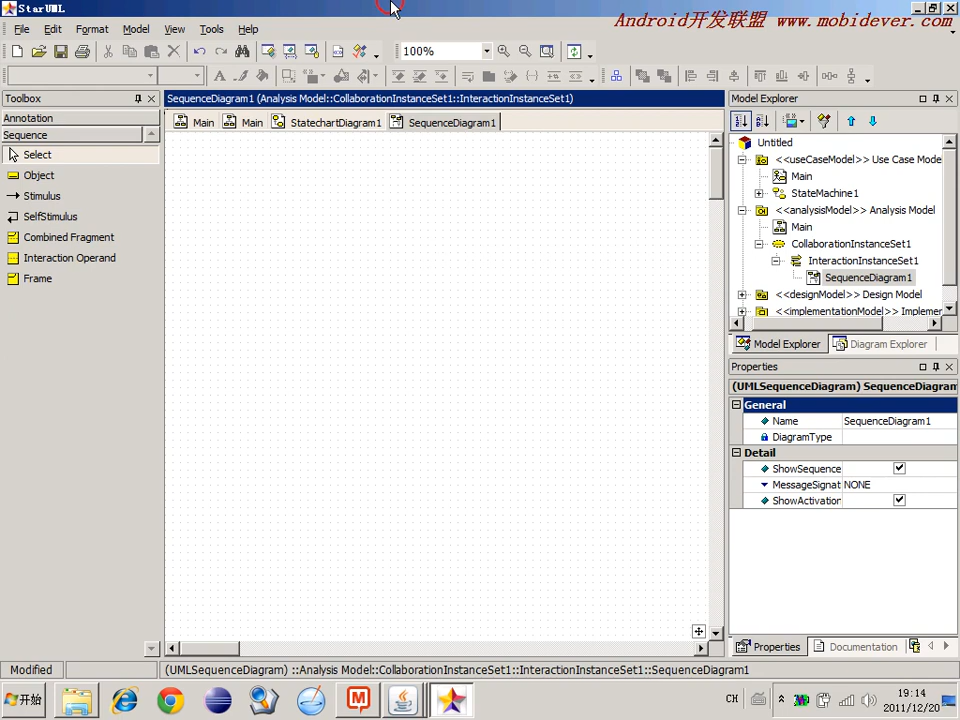 StarUML
Android开发联盟 www.mobidever.com
File Edit Format Model View Tools Help
100%
Toolbox
Annotation
Sequence
Select
Object
Stimulus
SelfStimulus
Combined Fragment
Interaction Operand
Frame
SequenceDiagram1 (Analysis Model::CollaborationInstanceSet1::InteractionInstanceSet1)
Main Main StatechartDiagram1 SequenceDiagram1
Model Explorer
Untitled
<<useCaseModel>> Use Case Mode
Main
StateMachine1
<<analysisModel>> Analysis Model
Main
CollaborationInstanceSet1
InteractionInstanceSet1
SequenceDiagram1
<<designModel>> Design Model
<<implementationModel>> Implemer
Model Explorer Diagram Explorer
Properties
(UMLSequenceDiagram) SequenceDiagram
General
Name SequenceDiagram1
DiagramType
Detail
ShowSequence
MessageSignat NONE
ShowActivation
Properties Documentation
Modified
(UMLSequenceDiagram) ::Analysis Model::CollaborationInstanceSet1::InteractionInstanceSet1::SequenceDiagram1
开始
CH
19:14
2011/12/20